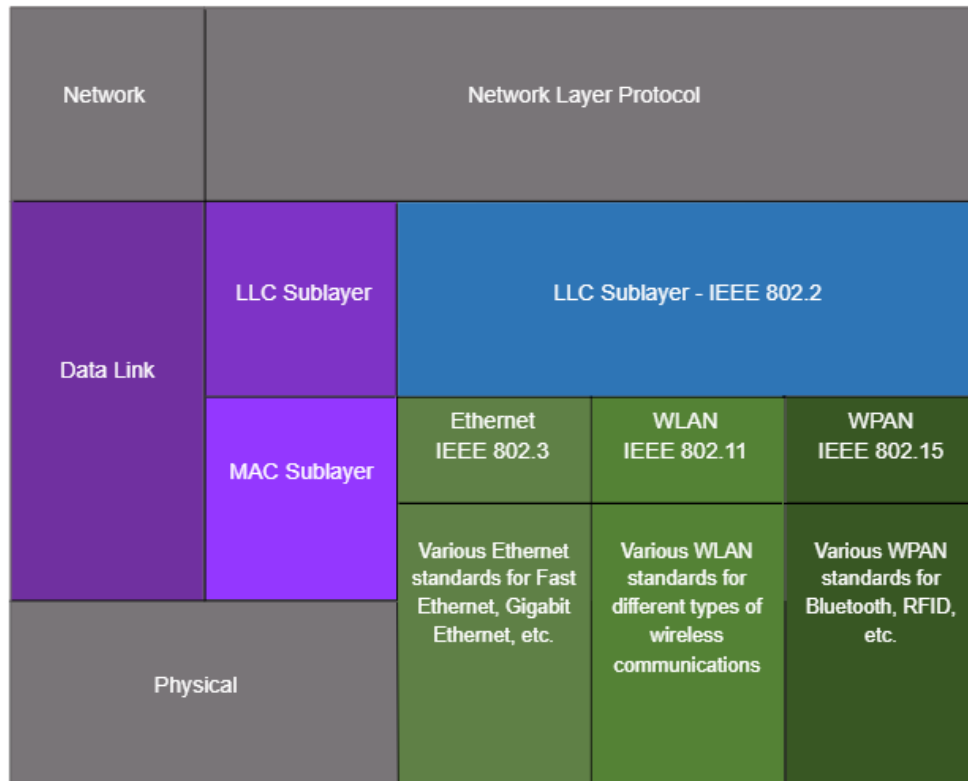 Network
Network Layer Protocol
Data Link
LLC Sublayer
LLC Sublayer - IEEE 802.2
MAC Sublayer
Ethernet
IEEE 802.3
WLAN
IEEE 802.11
WPAN
IEEE 802.15
Various Ethernet
standards for Fast
Ethernet, Gigabit
Ethernet, etc.
Various WLAN
standards for
different types of
wireless
communications
Various WPAN
standards for
Bluetooth, RFID,
etc.
Physical